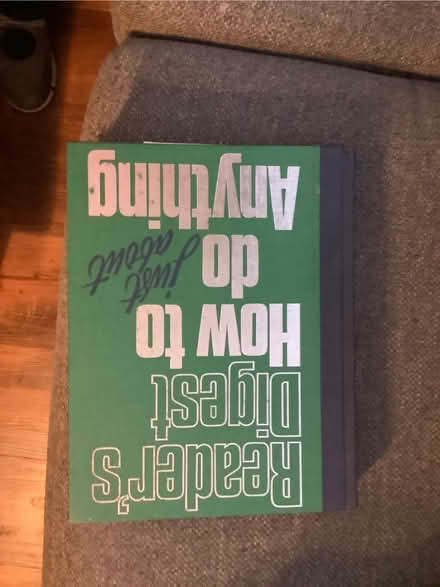 Reader's
Digest
How to
do just
about
Anything